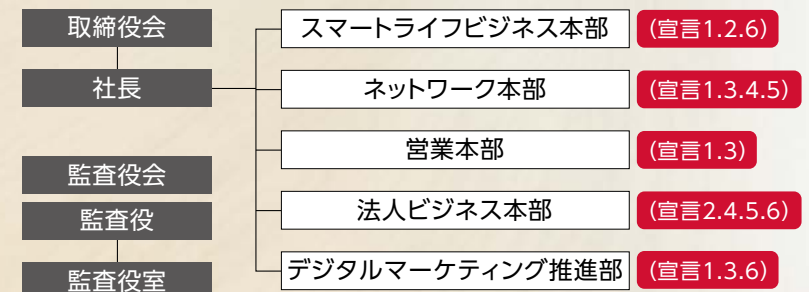 取締役会
社長
監査役会
監査役
監査役室
スマートライフビジネス本部 (宣言1.2.6)
ネットワーク本部 (宣言1.3.4.5)
営業本部 (宣言1.3)
法人ビジネス本部 (宣言2.4.5.6)
デジタルマーケティング推進部 (宣言1.3.6)